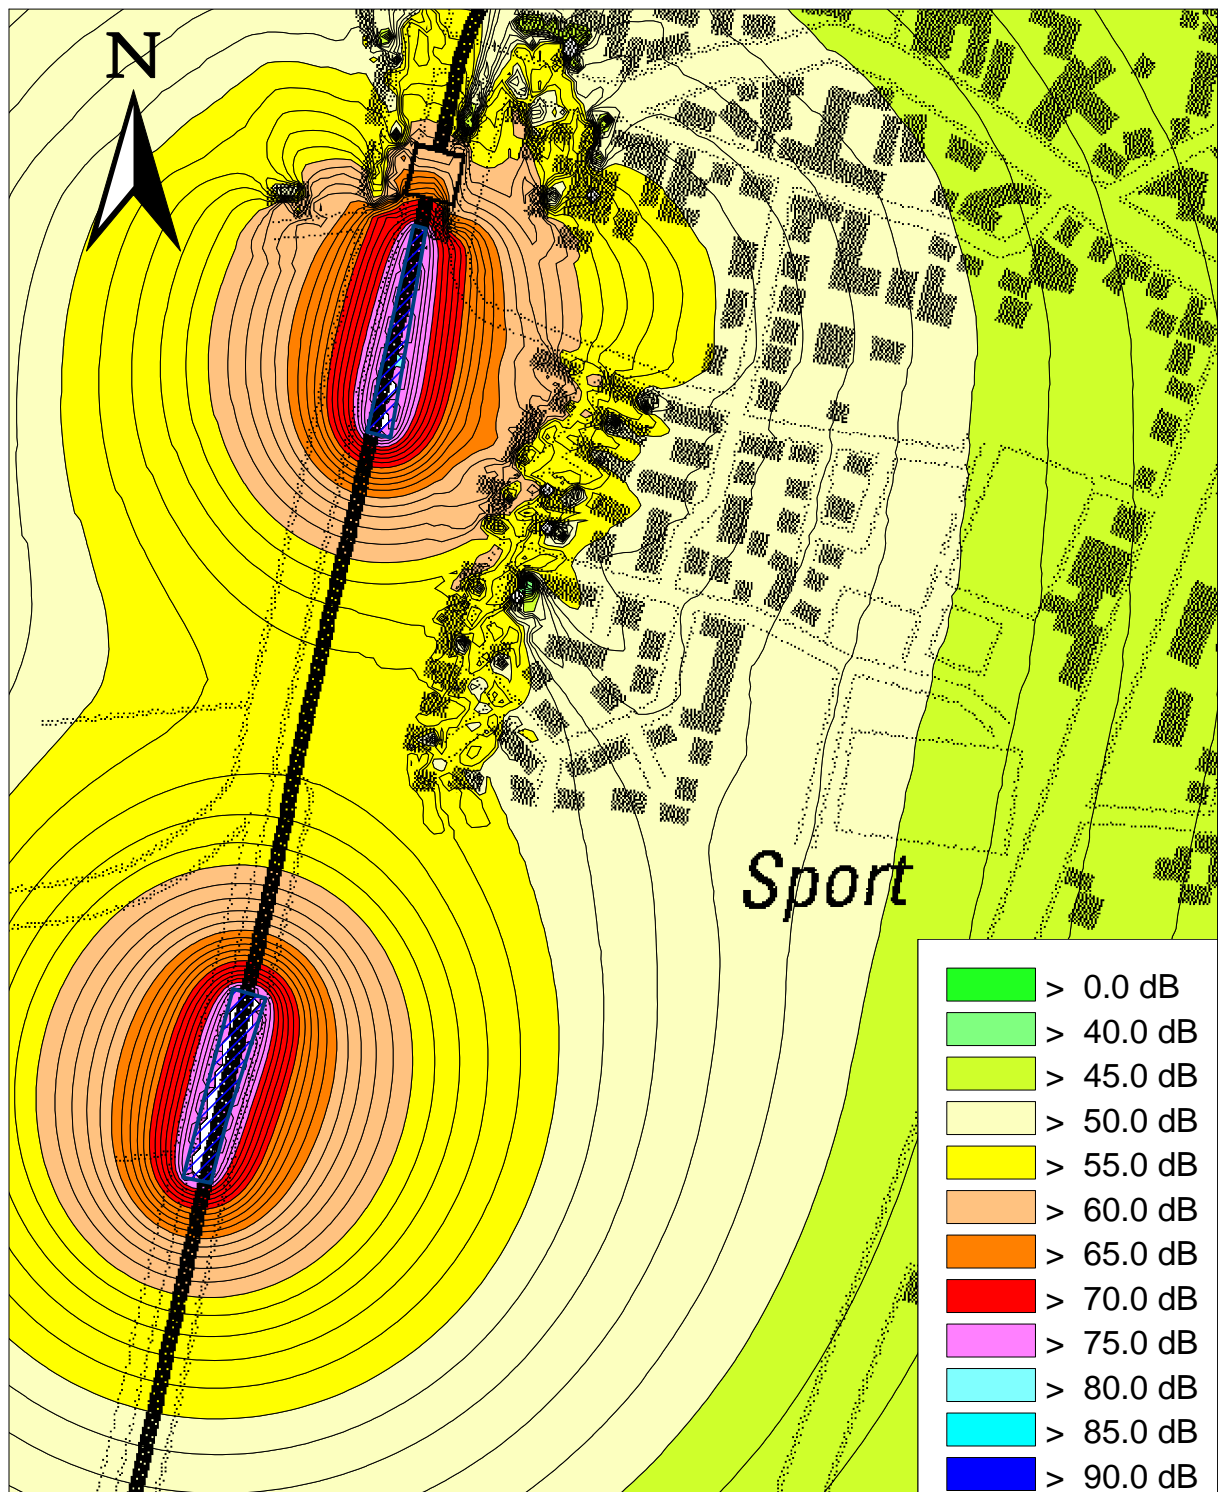 N
Sport
> 0.0 dB
> 40.0 dB
> 45.0 dB
> 50.0 dB
> 55.0 dB
> 60.0 dB
> 65.0 dB
> 70.0 dB
> 75.0 dB
> 80.0 dB
> 85.0 dB
> 90.0 dB